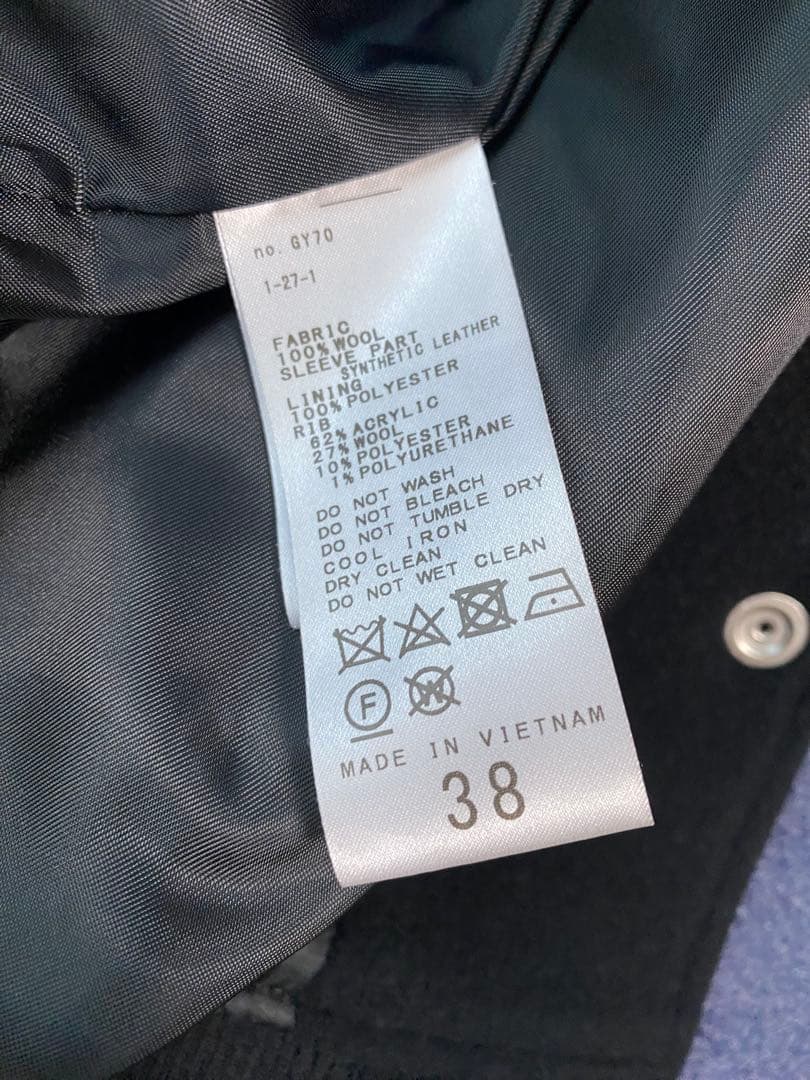 no. GY70
1-27-1
FABRIC
100% WOOL
SLEEVE PART
SYNTHETIC LEATHER
LINING
100% POLYESTER
RIB
62% ACRYLIC
27% WOOL
10% POLYESTER
1% POLYURETHANE
DO NOT WASH
DO NOT BLEACH
DO NOT TUMBLE DRY
COOL IRON
DRY CLEAN
DO NOT WET CLEAN
F W
MADE IN VIETNAM
38